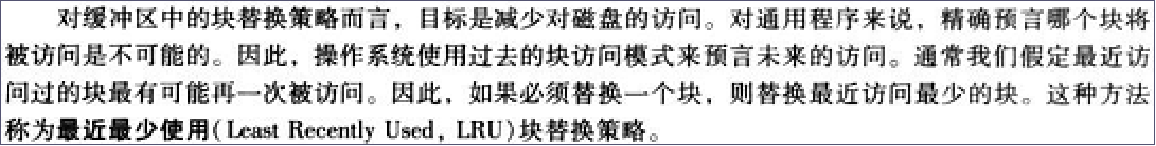 对缓冲区中的块替换策略而言，目标是减少对磁盘的访问。对通用程序来说，精确预言哪个块将
被访问是不可能的。因此，操作系统使用过去的块访问模式来预言未来的访问。通常我们假定最近访
问过的块最有可能再一次被访问。因此，如果必须替换一个块，则替换最近访问最少的块。这种方法
称为最近最少使用(Least Recently Used, LRU)块替换策略。